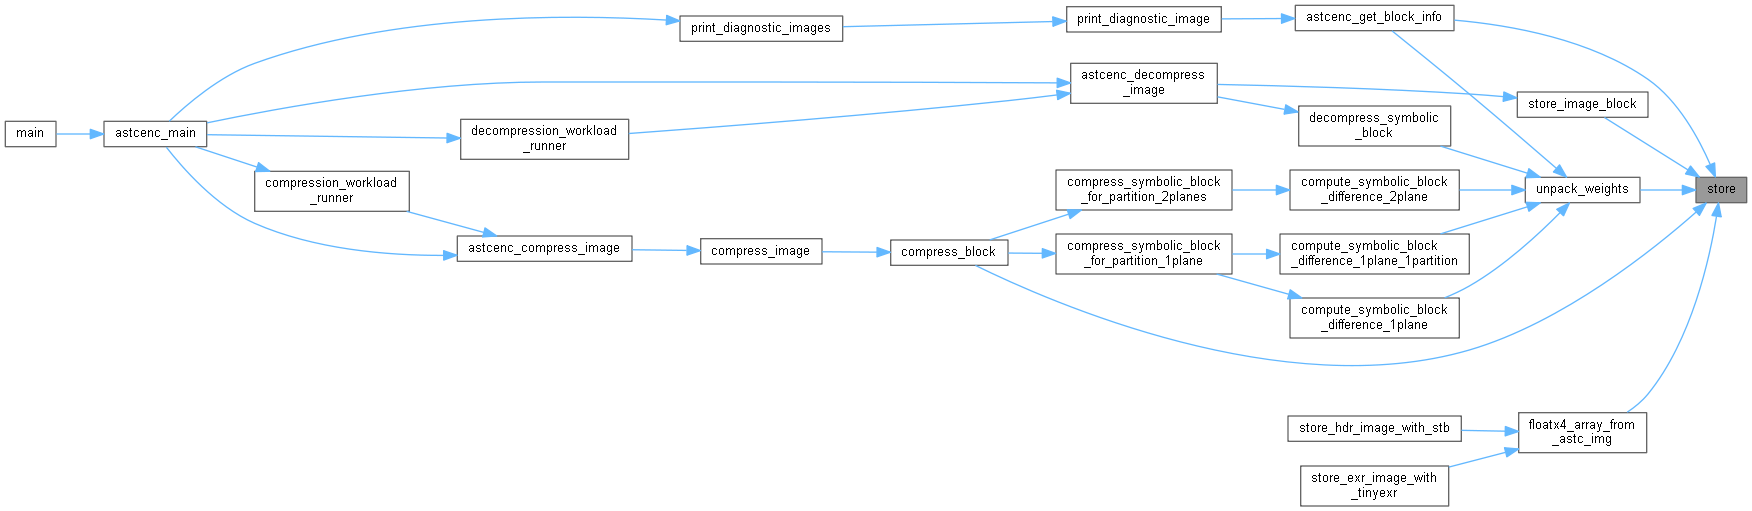 main
astcenc_main
print_diagnostic_images
decompression_workload
_runner
compression_workload
_runner
astcenc_compress_image
compress_image
compress_block
print_diagnostic_image
astcenc_decompress
_image
compress_symbolic_block
_for_partition_2planes
compress_symbolic_block
_for_partition_1plane
astcenc_get_block_info
decompress_symbolic
_block
compute_symbolic_block
_difference_2plane
compute_symbolic_block
_difference_1plane_1partition
compute_symbolic_block
_difference_1plane
store_hdr_image_with_stb
store_exr_image_with
_tinyexr
store_image_block
unpack_weights
floatx4_array_from
_astc_img
store